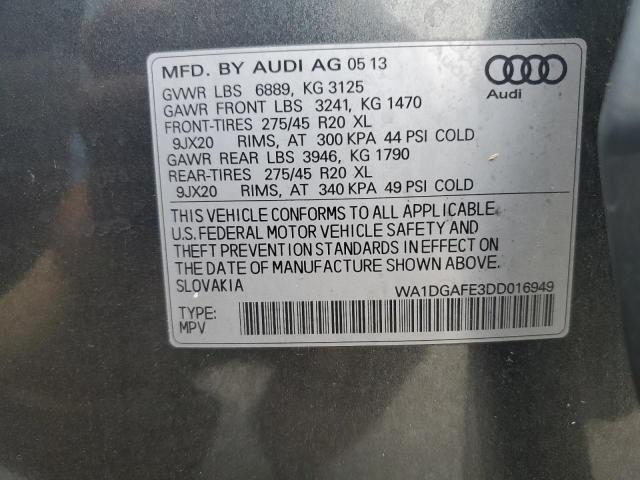 MFD. BY AUDI AG 05 13
GVWR LBS 6889, KG 3125
GAWR FRONT LBS 3241, KG 1470
FRONT-TIRES 275/45 R20 XL
9JX20 RIMS, AT 300 KPA 44 PSI COLD
GAWR REAR LBS 3946, KG 1790
REAR-TIRES 275/45 R20 XL
9JX20 RIMS, AT 340 KPA 49 PSI COLD
Audi
THIS VEHICLE CONFORMS TO ALL APPLICABLE
U.S. FEDERAL MOTOR VEHICLE SAFETY AND
THEFT PREVENTION STANDARDS IN EFFECT ON
THE DATE OF MANUFACTURE SHOWN ABOVE.
SLOVAKIA
WA1DGAFE3DD016949
TYPE:
MPV